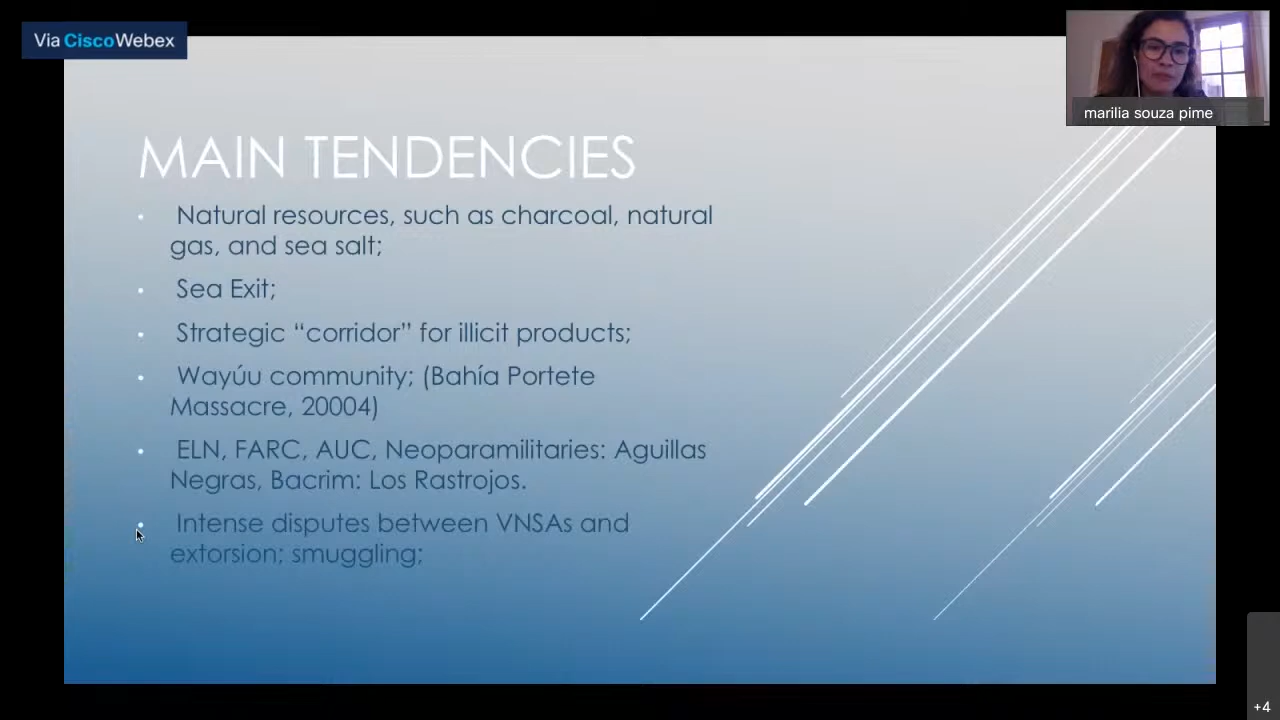 Via CiscoWebex
marilia souza pime
MAIN TENDENCIES
• Natural resources, such as charcoal, natural
gas, and sea salt;
• Sea Exit;
• Strategic “corridor” for illicit products;
• Wayúu community; (Bahía Portete
Massacre, 20004)
• ELN, FARC, AUC, Neoparamilitaries: Aguillas
Negras, Bacrim: Los Rastrojos.
• Intense disputes between VNSAs and
extorsion; smuggling;
+4